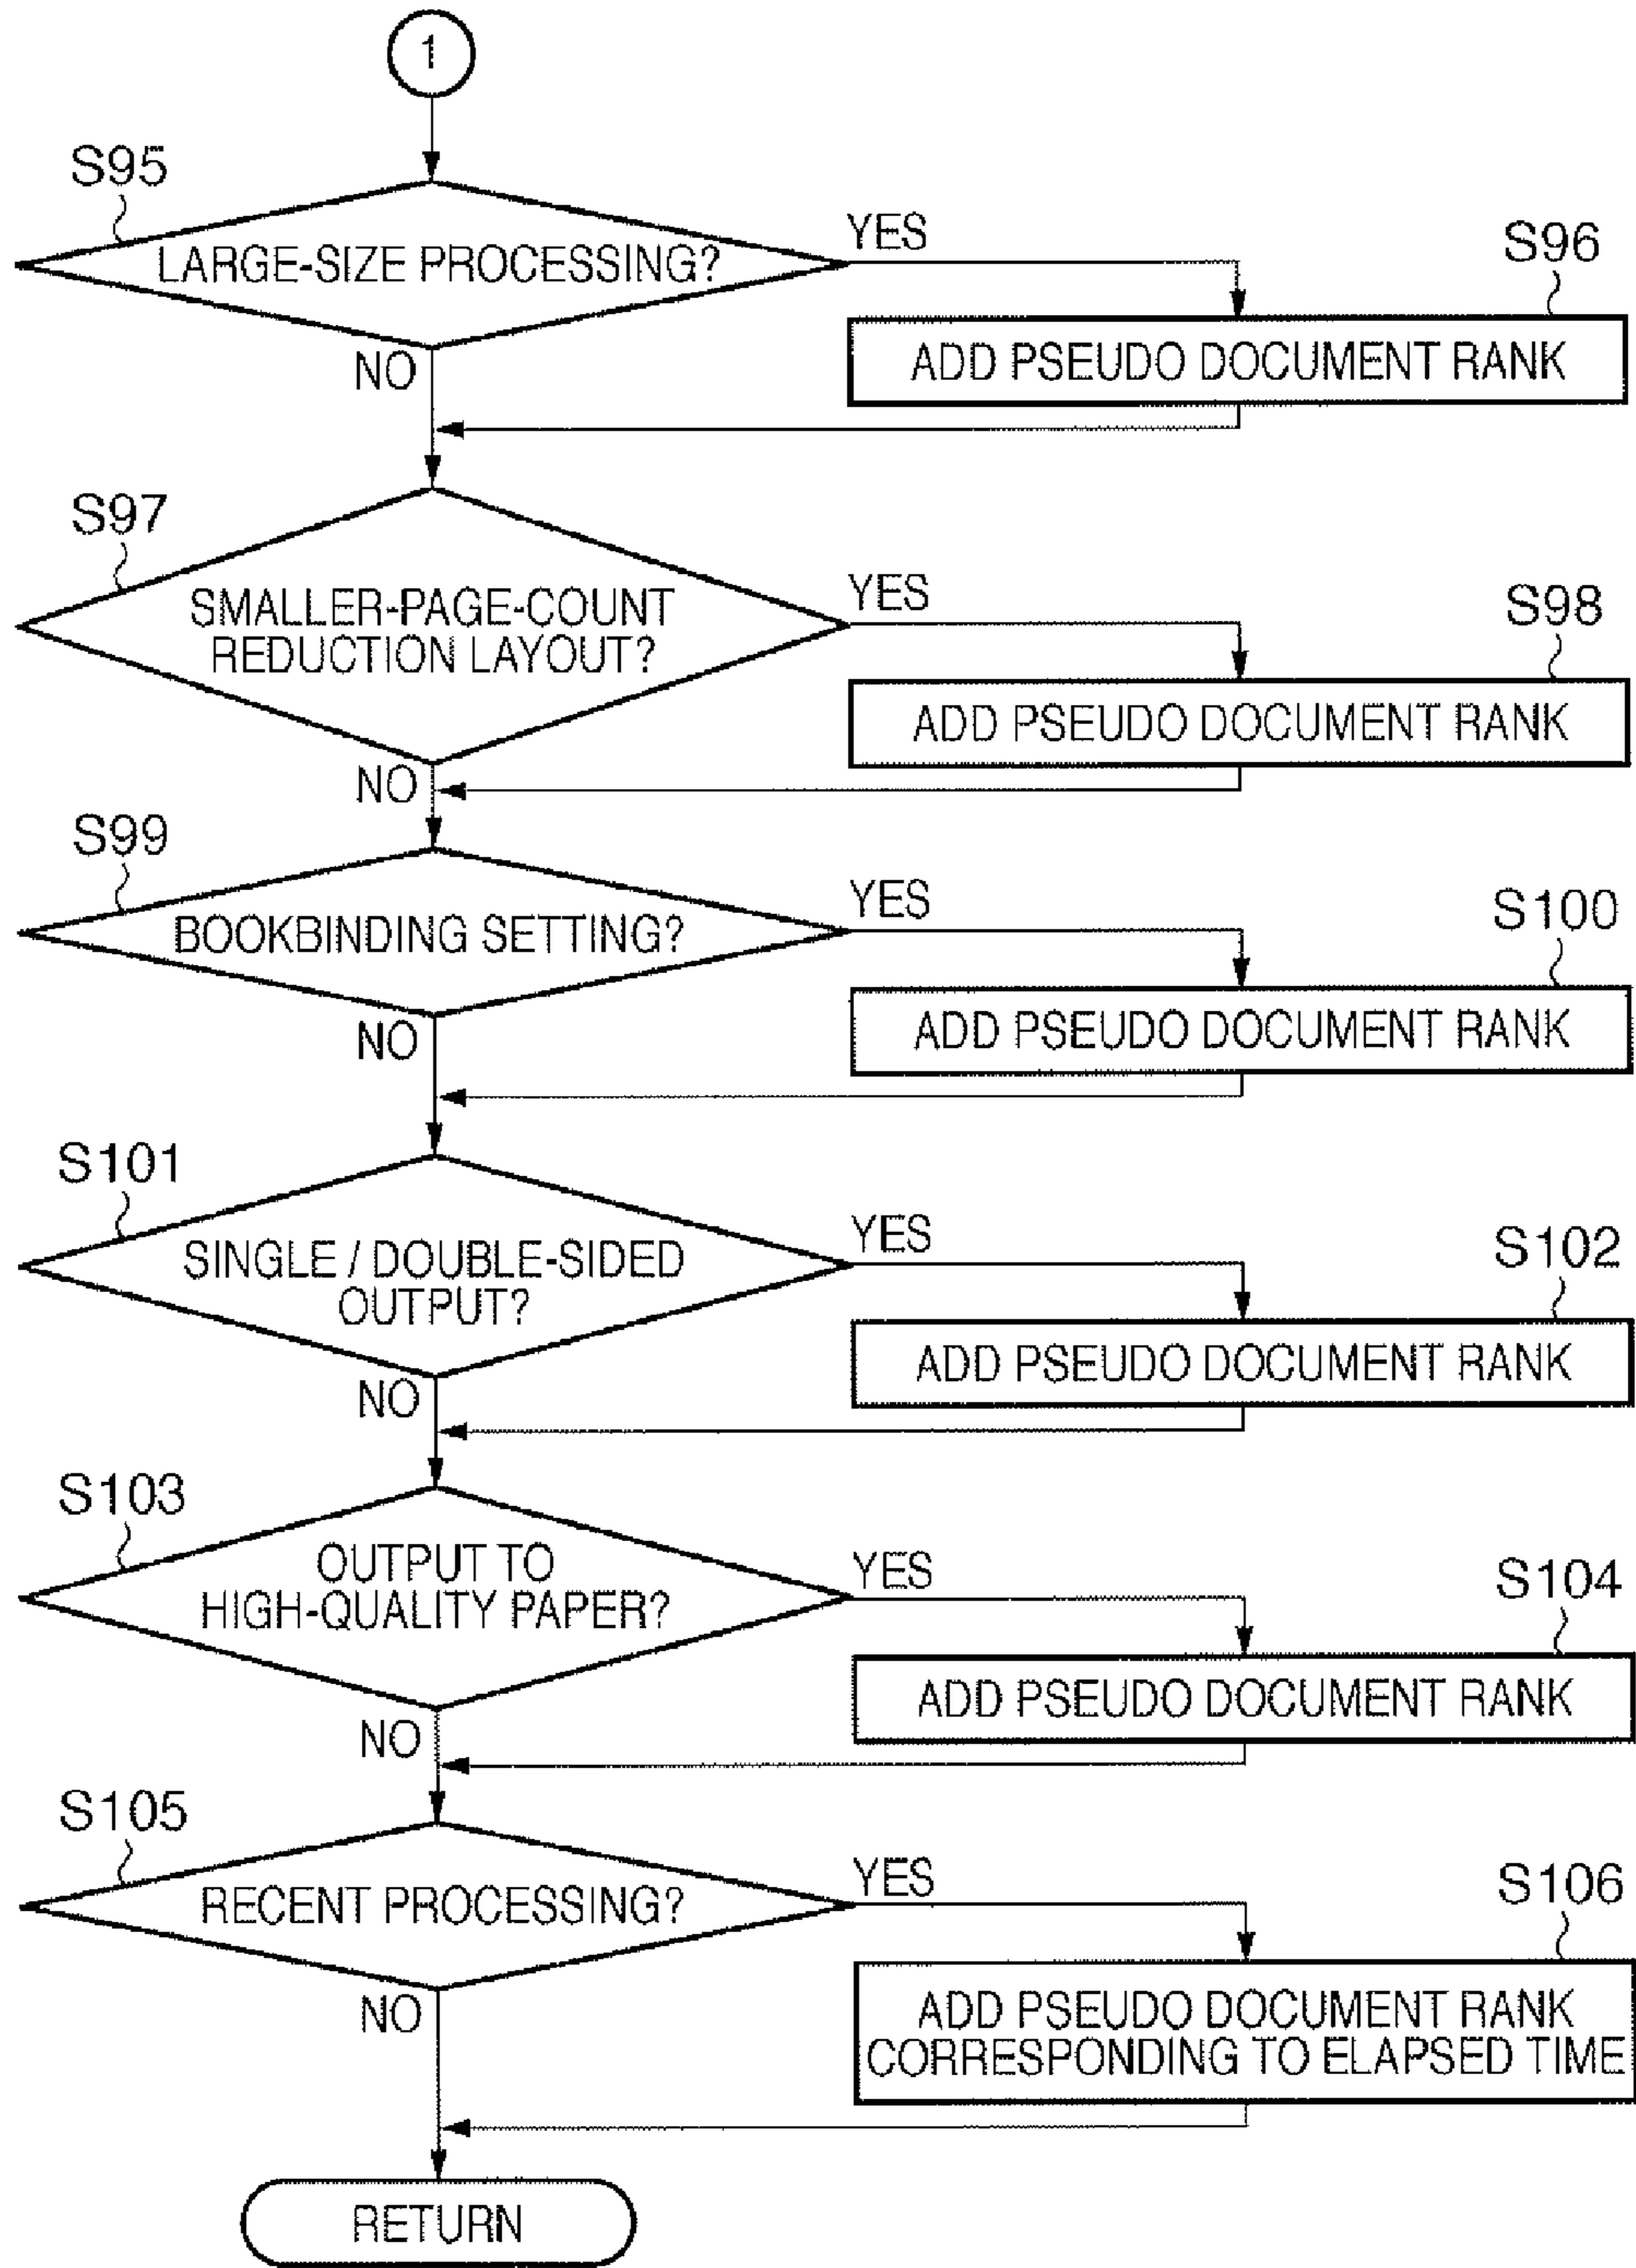 1
S95
LARGE-SIZE PROCESSING?
YES
NO
S96
ADD PSEUDO DOCUMENT RANK
S97
SMALLER-PAGE-COUNT
REDUCTION LAYOUT?
YES
NO
S98
ADD PSEUDO DOCUMENT RANK
S99
BOOKBINDING SETTING?
YES
NO
S100
ADD PSEUDO DOCUMENT RANK
S101
SINGLE / DOUBLE-SIDED
OUTPUT?
YES
NO
S102
ADD PSEUDO DOCUMENT RANK
S103
OUTPUT TO
HIGH-QUALITY PAPER?
YES
NO
S104
ADD PSEUDO DOCUMENT RANK
S105
RECENT PROCESSING?
YES
NO
S106
ADD PSEUDO DOCUMENT RANK
CORRESPONDING TO ELAPSED TIME
RETURN